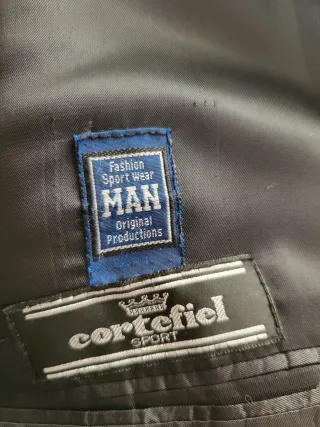 Fashion
Sport Wear
MAN
Original
Productions
cortefiel
SPORT